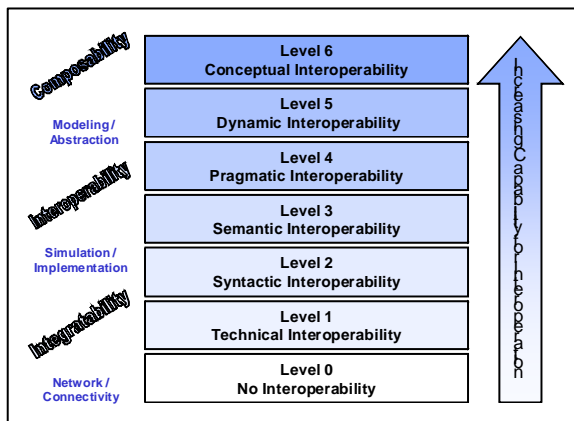 Composability
Modeling /
Abstraction
Interoperability
Simulation /
Implementation
Integratability
Network /
Connectivity
Level 6
Conceptual Interoperability
Level 5
Dynamic Interoperability
Level 4
Pragmatic Interoperability
Level 3
Semantic Interoperability
Level 2
Syntactic Interoperability
Level 1
Technical Interoperability
Level 0
No Interoperability
Increasing Capability for Interoperation